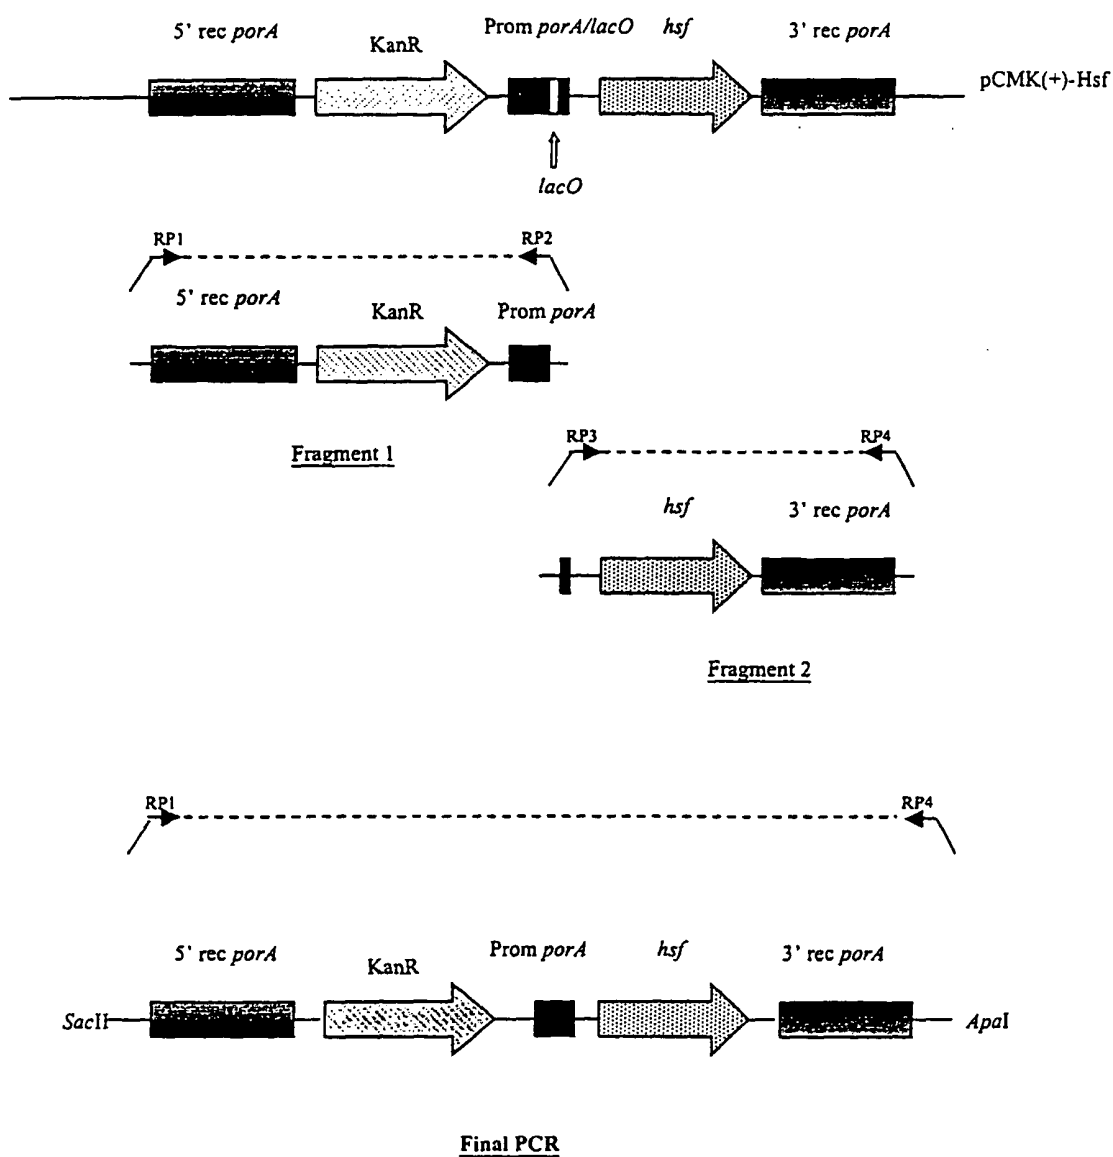 5' rec porA KanR Prom porA/lacO hsf 3' rec porA
pCMK(+)-Hsf
lacO
RP1 RP2
5' rec porA KanR Prom porA
Fragment 1
RP3 RP4
hsf 3' rec porA
Fragment 2
RP1 RP4
5' rec porA KanR Prom porA hsf 3' rec porA
SacII ApaI
Final PCR